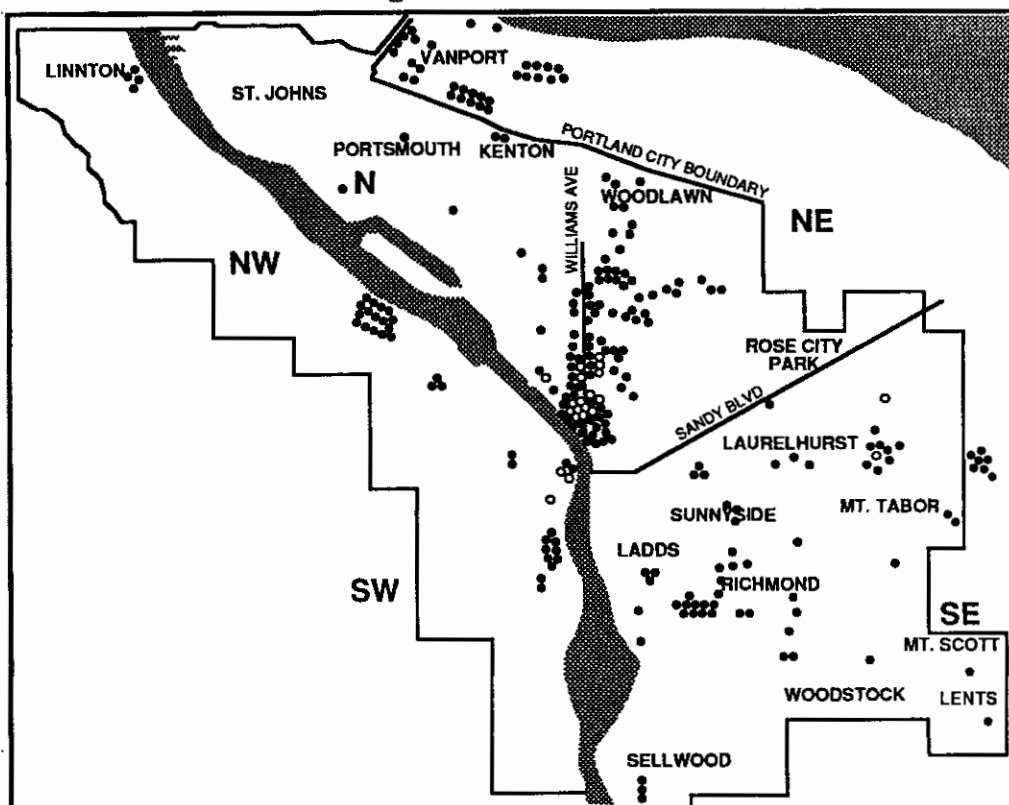 VANPORT
LINNTON
ST. JOHNS
PORTLAND CITY BOUNDARY
PORTSMOUTH
KENTON
N
WOODLAWN
WILLIAMS AVE
NE
NW
ROSE CITY
PARK
SANDY BLVD
LAURELHURST
MT. TABOR
SUNNYSIDE
LADDS
RICHMOND
SW
SE
MT. SCOTT
WOODSTOCK
LENTS
SELLWOOD